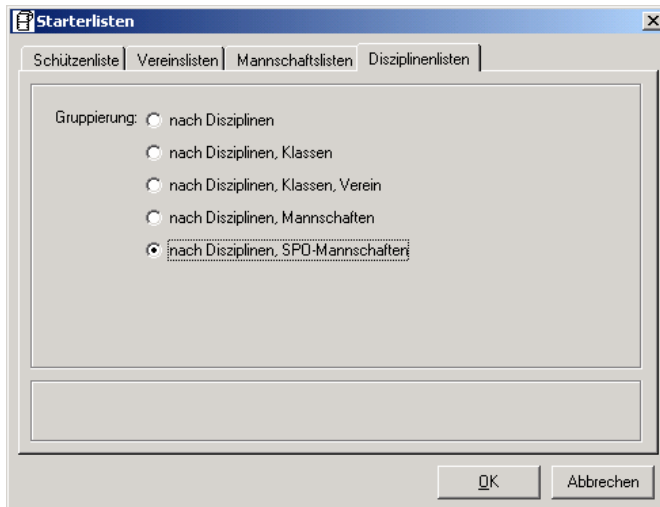 Starterlisten
Schützenliste Vereinslisten Mannschaftslisten Disziplinenlisten
Gruppierung: nach Disziplinen
nach Disziplinen, Klassen
nach Disziplinen, Klassen, Verein
nach Disziplinen, Mannschaften
nach Disziplinen, SPO-Mannschaften
OK Abbrechen